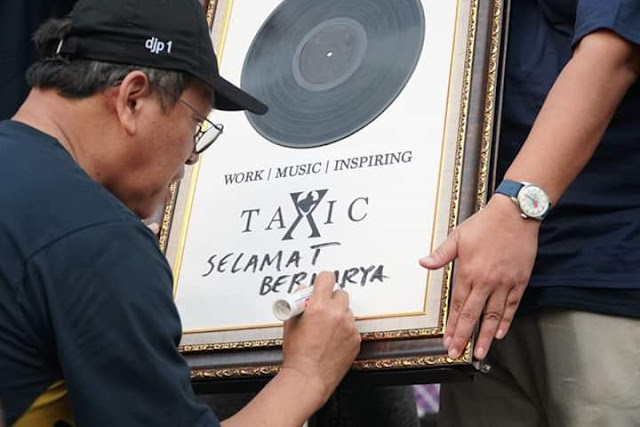 djp1
WORK | MUSIC | INSPIRING
TAXIC
SELAMAT
BERKARYA